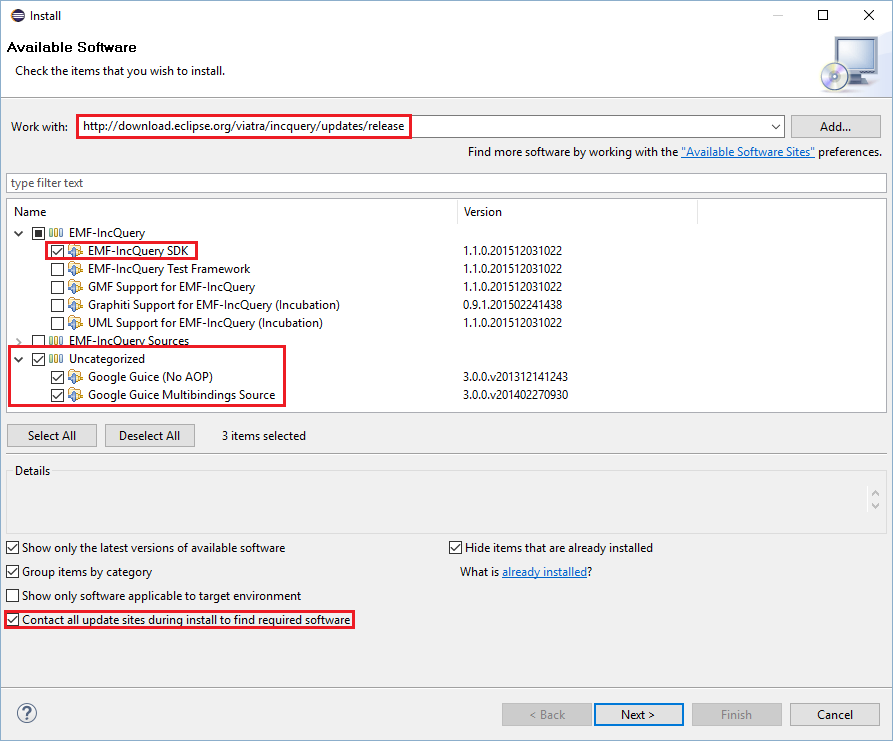 Install
Available Software
Check the items that you wish to install.
Work with: http://download.eclipse.org/viatra/incquery/updates/release Add...
Find more software by working with the "Available Software Sites" preferences.
type filter text
Name Version
EMF-IncQuery
EMF-IncQuery SDK 1.1.0.201512031022
EMF-IncQuery Test Framework 1.1.0.201512031022
GMF Support for EMF-IncQuery 1.1.0.201512031022
Graphiti Support for EMF-IncQuery (Incubation) 0.9.1.201502241438
UML Support for EMF-IncQuery (Incubation) 1.1.0.201512031022
EMF-IncQuery Sources
Uncategorized
Google Guice (No AOP) 3.0.0.v201312141243
Google Guice Multibindings Source 3.0.0.v201402270930
Select All Deselect All 3 items selected
Details
Show only the latest versions of available software Hide items that are already installed
Group items by category What is already installed?
Show only software applicable to target environment
Contact all update sites during install to find required software
? < Back Next > Finish Cancel